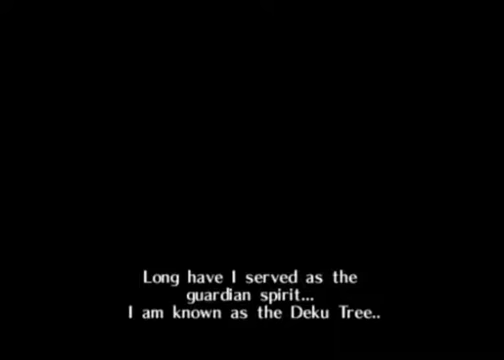 Long have I served as the
guardian spirit...
I am known as the Deku Tree..